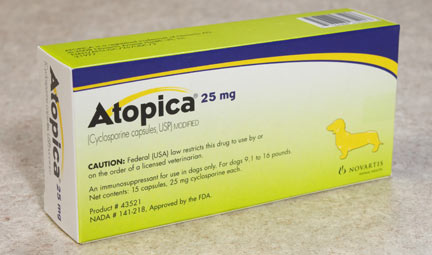 Atopica® 25 mg
(Cyclosporine capsules, USP) MODIFIED
CAUTION: Federal (USA) law restricts this drug to use by or
on the order of a licensed veterinarian.
An immunosuppressant for use in dogs only. For dogs 9.1 to 16 pounds.
Net contents: 15 capsules, 25 mg cyclosporine each.
Product # 43521
NADA # 141-218, Approved by the FDA.
NOVARTIS
ANIMAL HEALTH
Atopica 25 mg